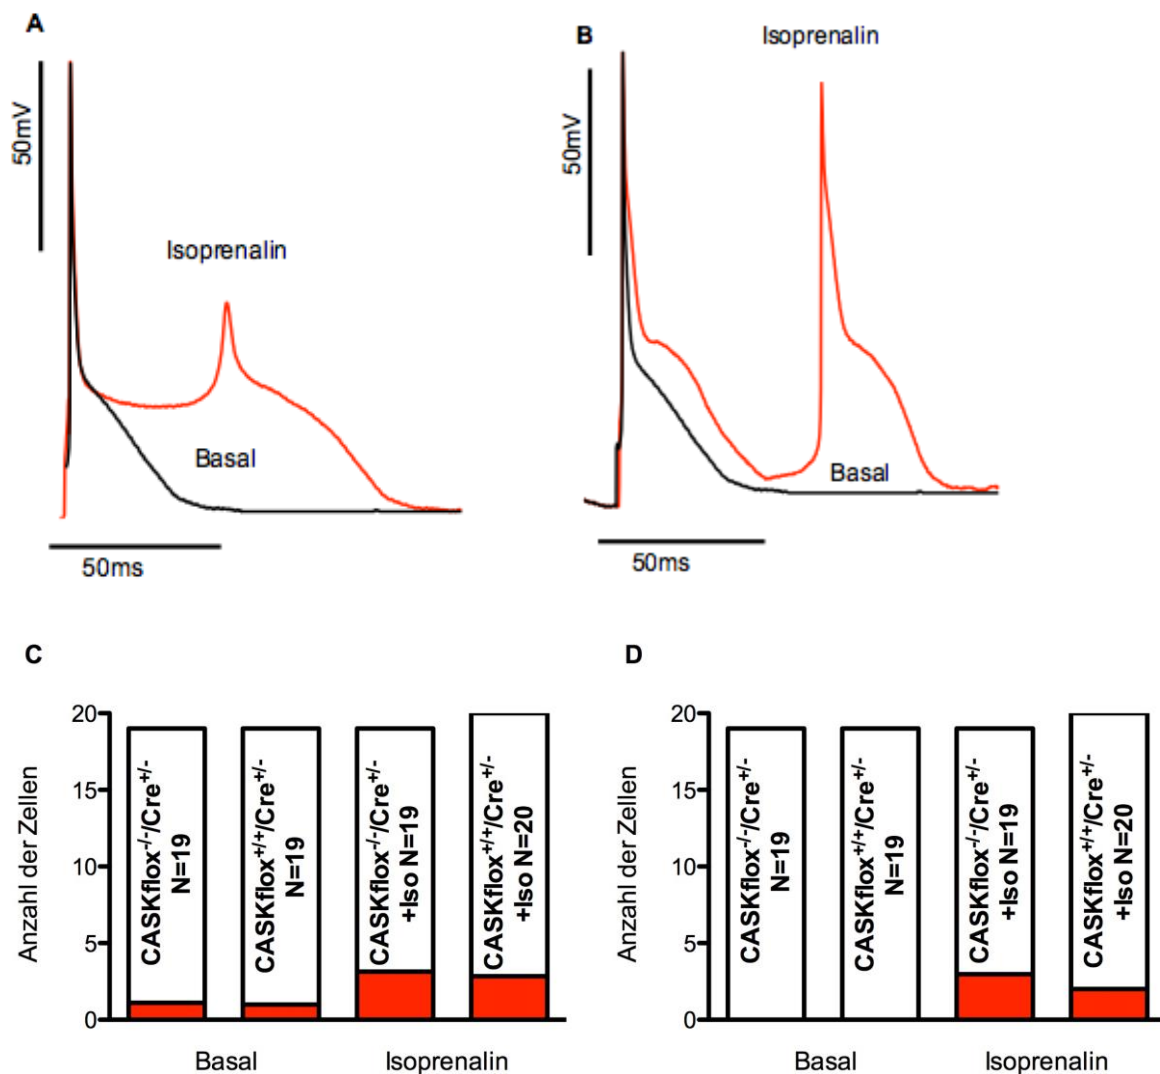 A
50mV
Isoprenalin
Basal
50ms
B
Isoprenalin
50mV
Basal
50ms
C
Anzahl der Zellen
20
15
10
5
0
CASKflox-/-/Cre+/-
N=19
CASKflox+/+/Cre+/-
N=19
CASKflox-/-/Cre+/-
+Iso N=19
CASKflox+/+/Cre+/-
+Iso N=20
Basal
Isoprenalin
D
Anzahl der Zellen
20
15
10
5
0
CASKflox-/-/Cre+/-
N=19
CASKflox+/+/Cre+/-
N=19
CASKflox-/-/Cre+/-
+Iso N=19
CASKflox+/+/Cre+/-
+Iso N=20
Basal
Isoprenalin